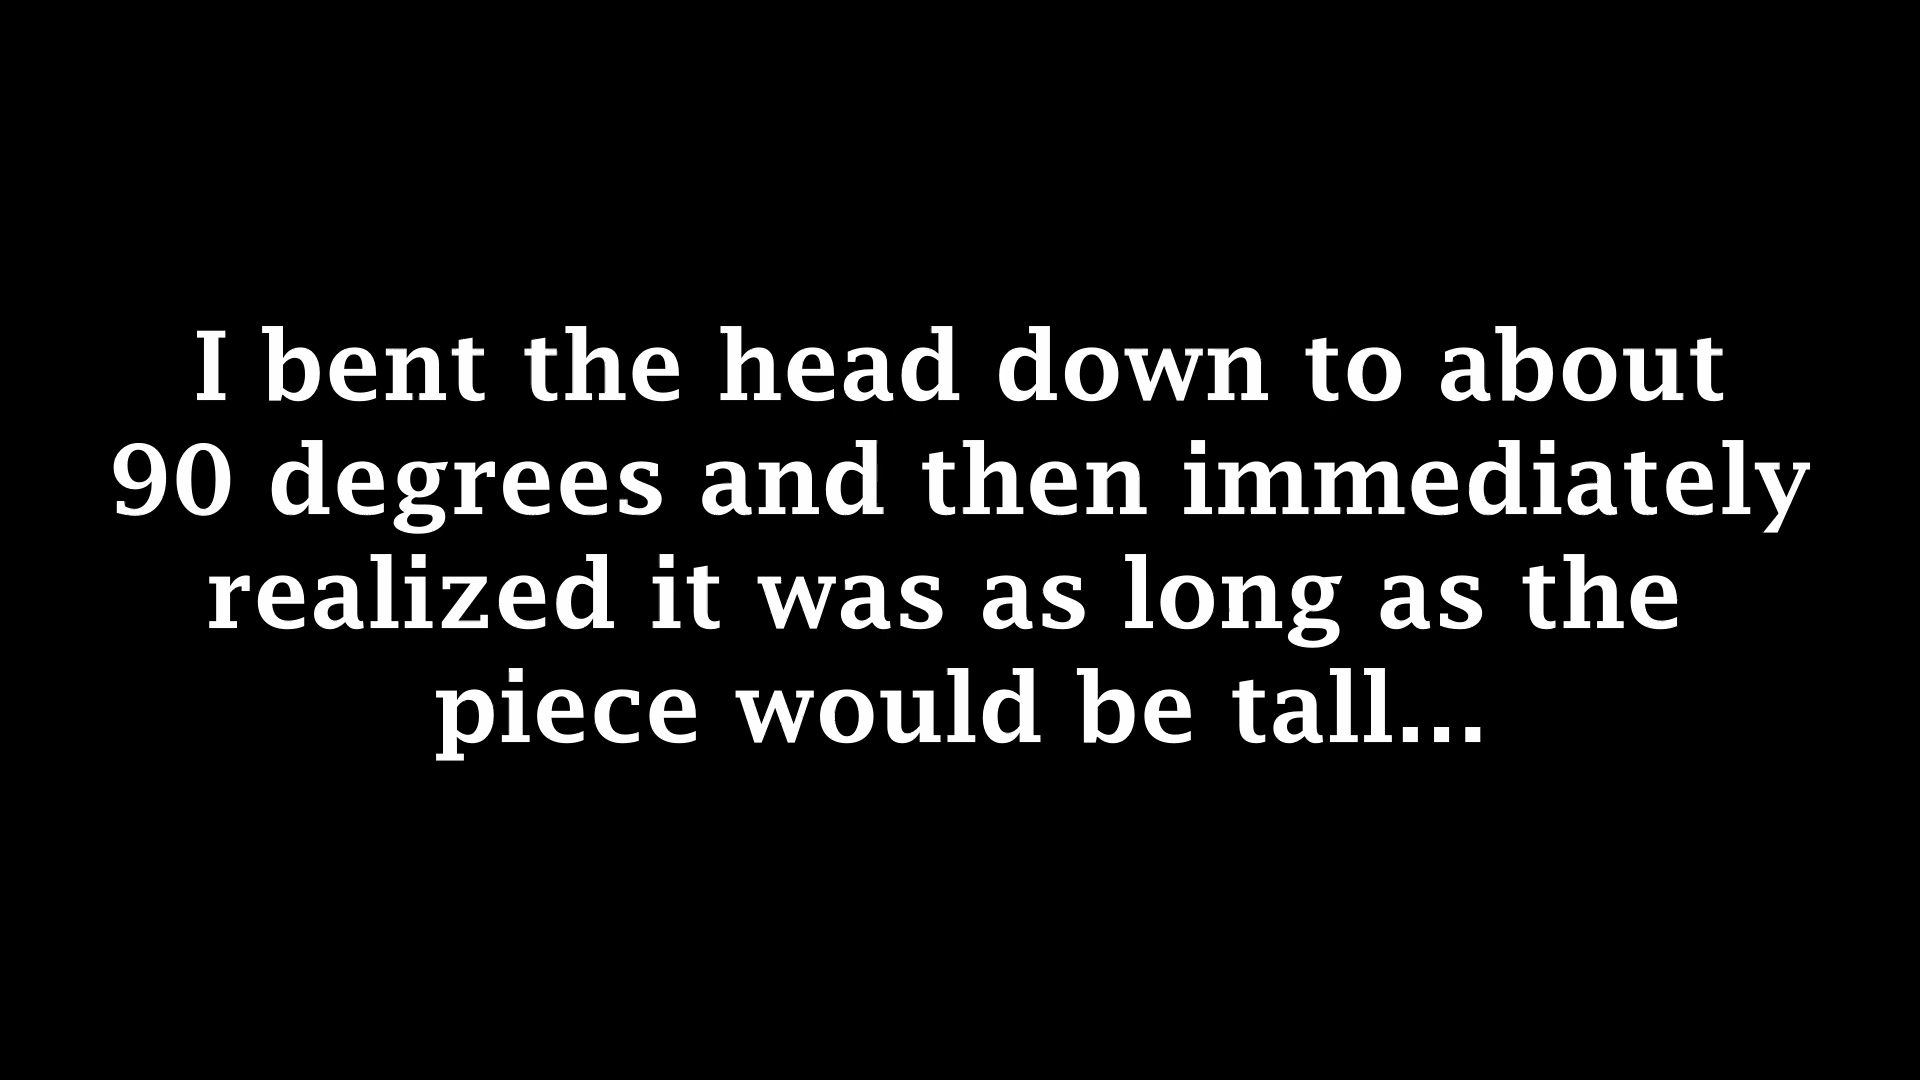 I bent the head down to about
90 degrees and then immediately
realized it was as long as the
piece would be tall...